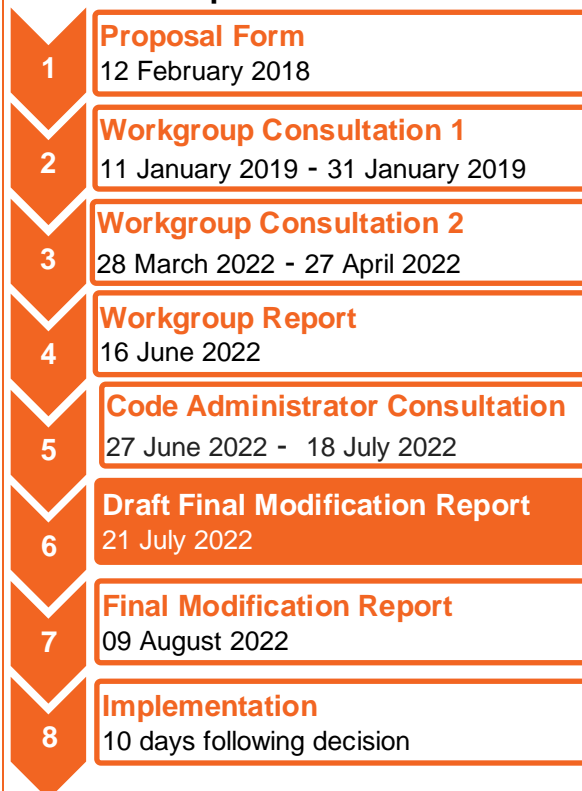 1
Proposal Form
12 February 2018
2
Workgroup Consultation 1
11 January 2019 - 31 January 2019
3
Workgroup Consultation 2
28 March 2022 - 27 April 2022
4
Workgroup Report
16 June 2022
5
Code Administrator Consultation
27 June 2022 - 18 July 2022
6
Draft Final Modification Report
21 July 2022
7
Final Modification Report
09 August 2022
8
Implementation
10 days following decision